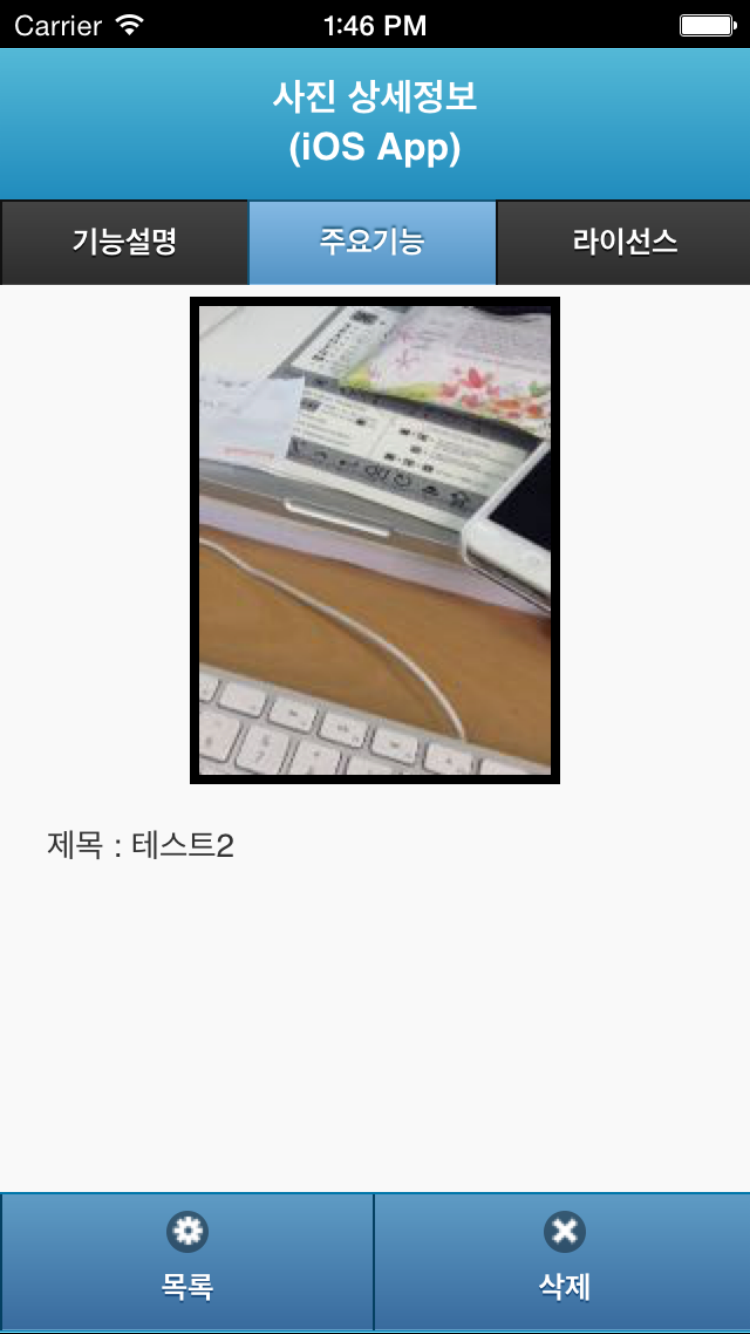 Carrier 1:46 PM
사진 상세정보
(iOS App)
기능설명 주요기능 라이선스
제목 : 테스트2
목록 삭제